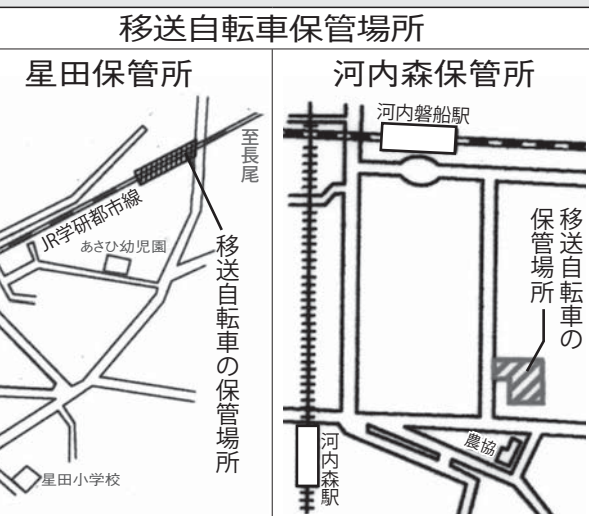 移送自転車保管場所
星田保管所
至長尾
JR学研都市線
あさひ幼児園
移送自転車の保管場所
星田小学校
河内森保管所
河内磐船駅
移送自転車の
保管場所
農協
河内森駅